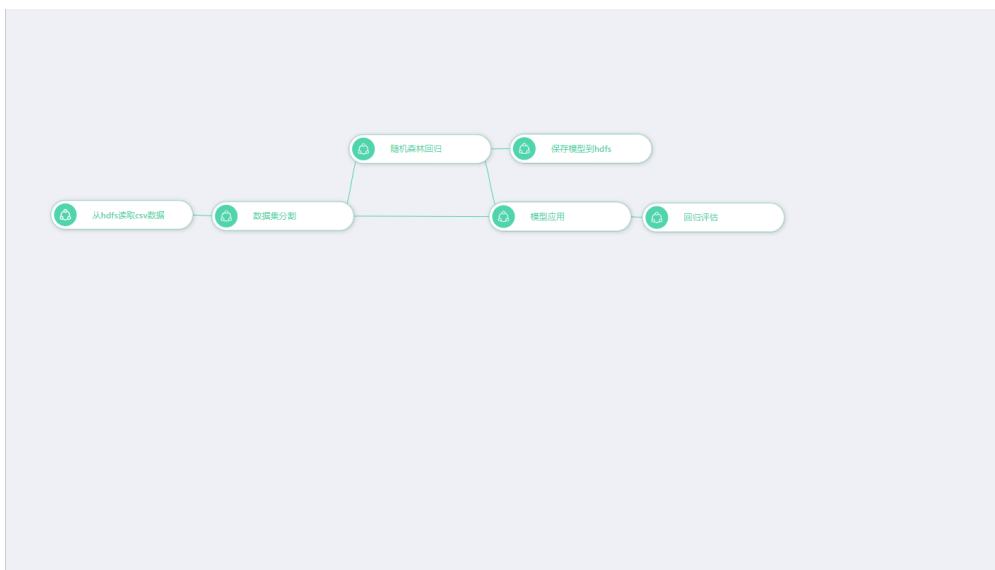 随机森林回归
保存模型到hdfs
从hdfs读取csv数据
数据集分割
模型应用
回归评估